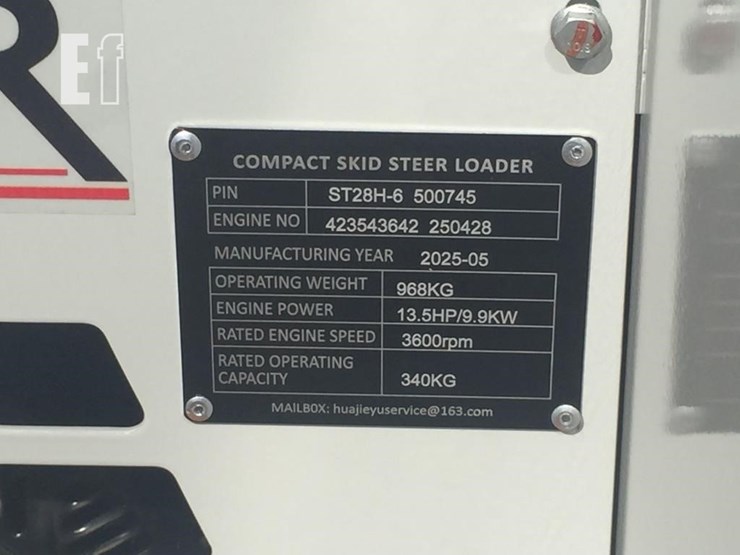 R
Ef
COMPACT SKID STEER LOADER
PIN ST28H-6 500745
ENGINE NO 423543642 250428
MANUFACTURING YEAR 2025-05
OPERATING WEIGHT 968KG
ENGINE POWER 13.5HP/9.9KW
RATED ENGINE SPEED 3600rpm
RATED OPERATING
CAPACITY 340KG
MAILBOX: huajieyuservice@163.com